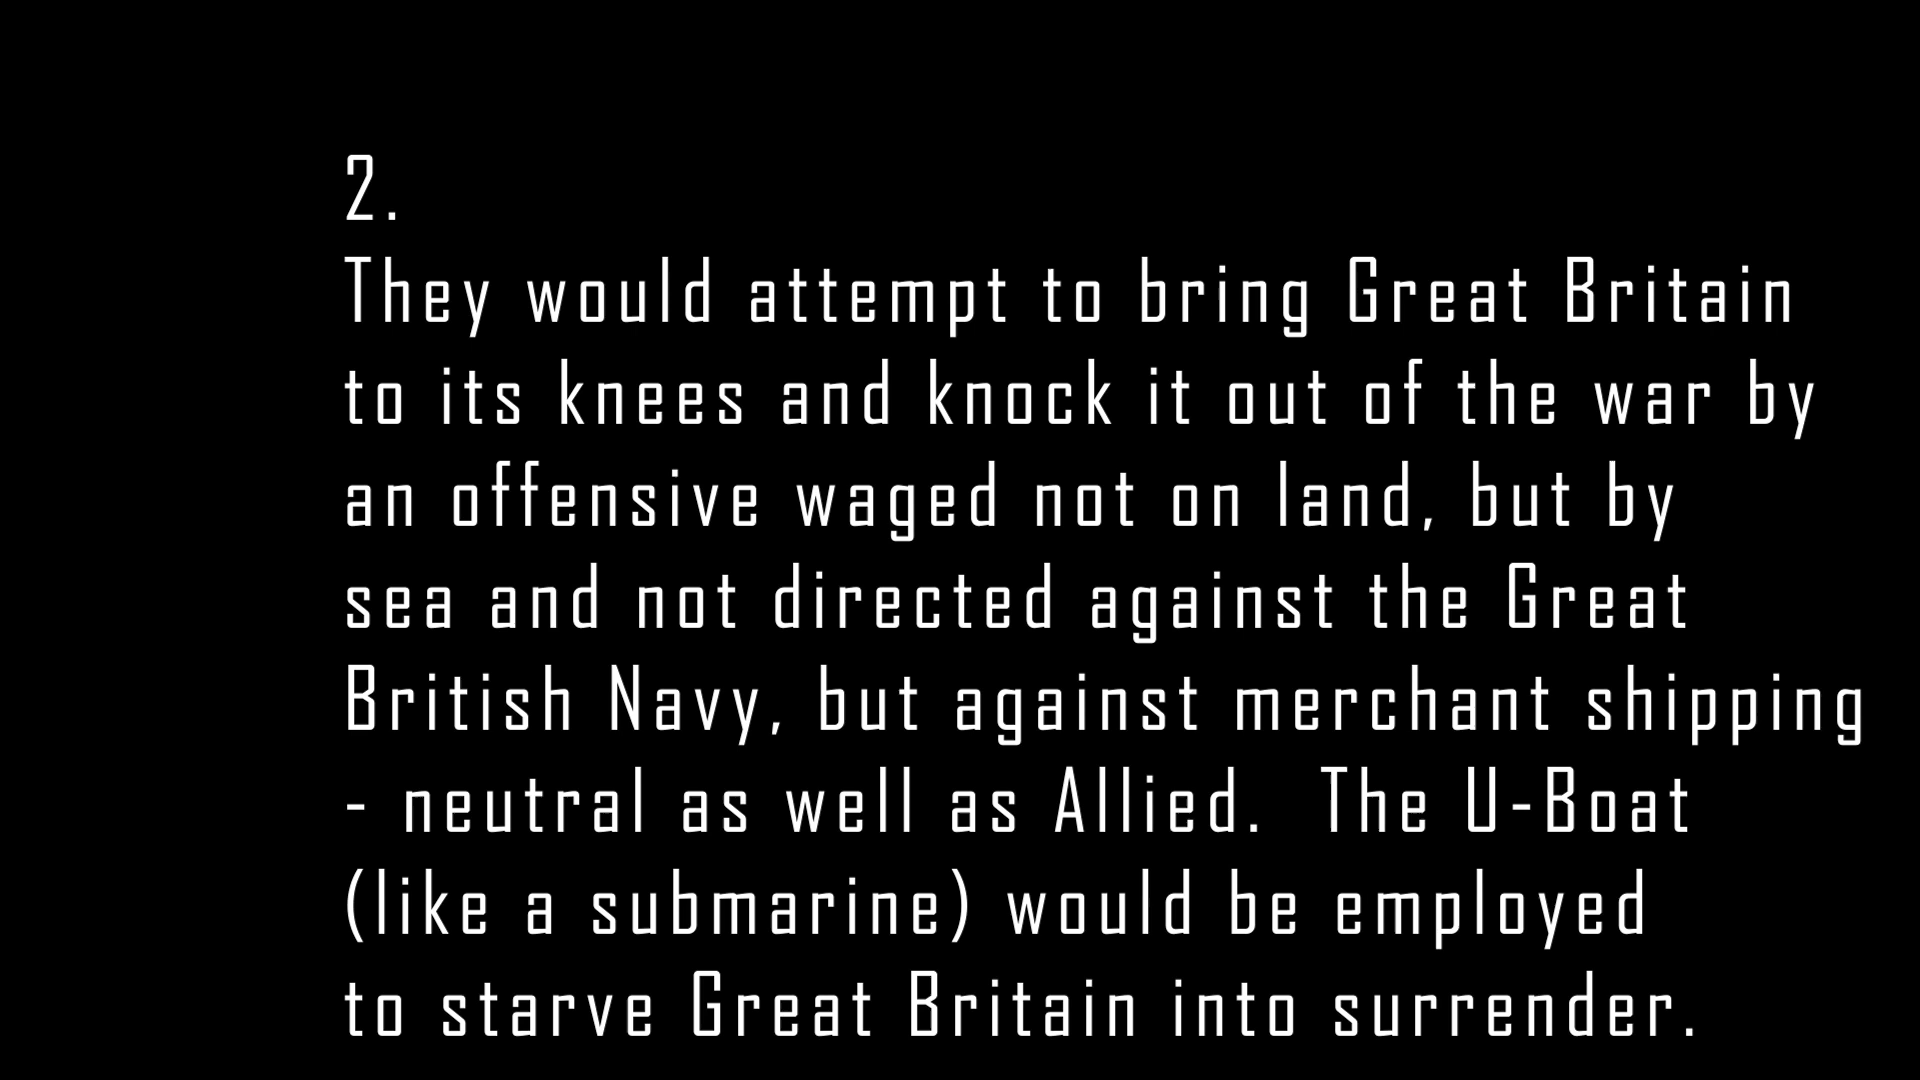 2.
They would attempt to bring Great Britain
to its knees and knock it out of the war by
an offensive waged not on land, but by
sea and not directed against the Great
British Navy, but against merchant shipping
- neutral as well as Allied.  The U-Boat
(like a submarine) would be employed
to starve Great Britain into surrender.